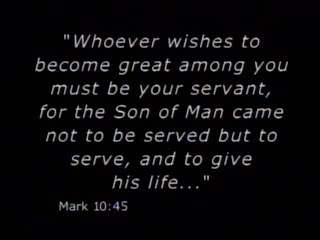 "Whoever wishes to
become great among you
must be your servant,
for the Son of Man came
not to be served but to
serve, and to give
his life..."
Mark 10:45